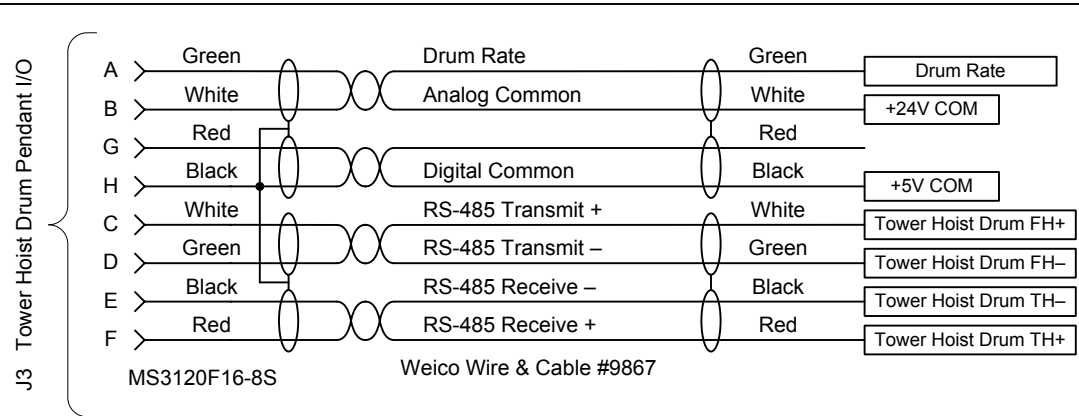 J3 Tower Hoist Drum Pendant I/O
A Green Drum Rate Green Drum Rate
B White Analog Common White +24V COM
G Red Red
H Black Digital Common Black +5V COM
C White RS-485 Transmit + White Tower Hoist Drum FH+
D Green RS-485 Transmit – Green Tower Hoist Drum FH–
E Black RS-485 Receive – Black Tower Hoist Drum TH–
F Red RS-485 Receive + Red Tower Hoist Drum TH+
MS3120F16-8S Weico Wire & Cable #9867